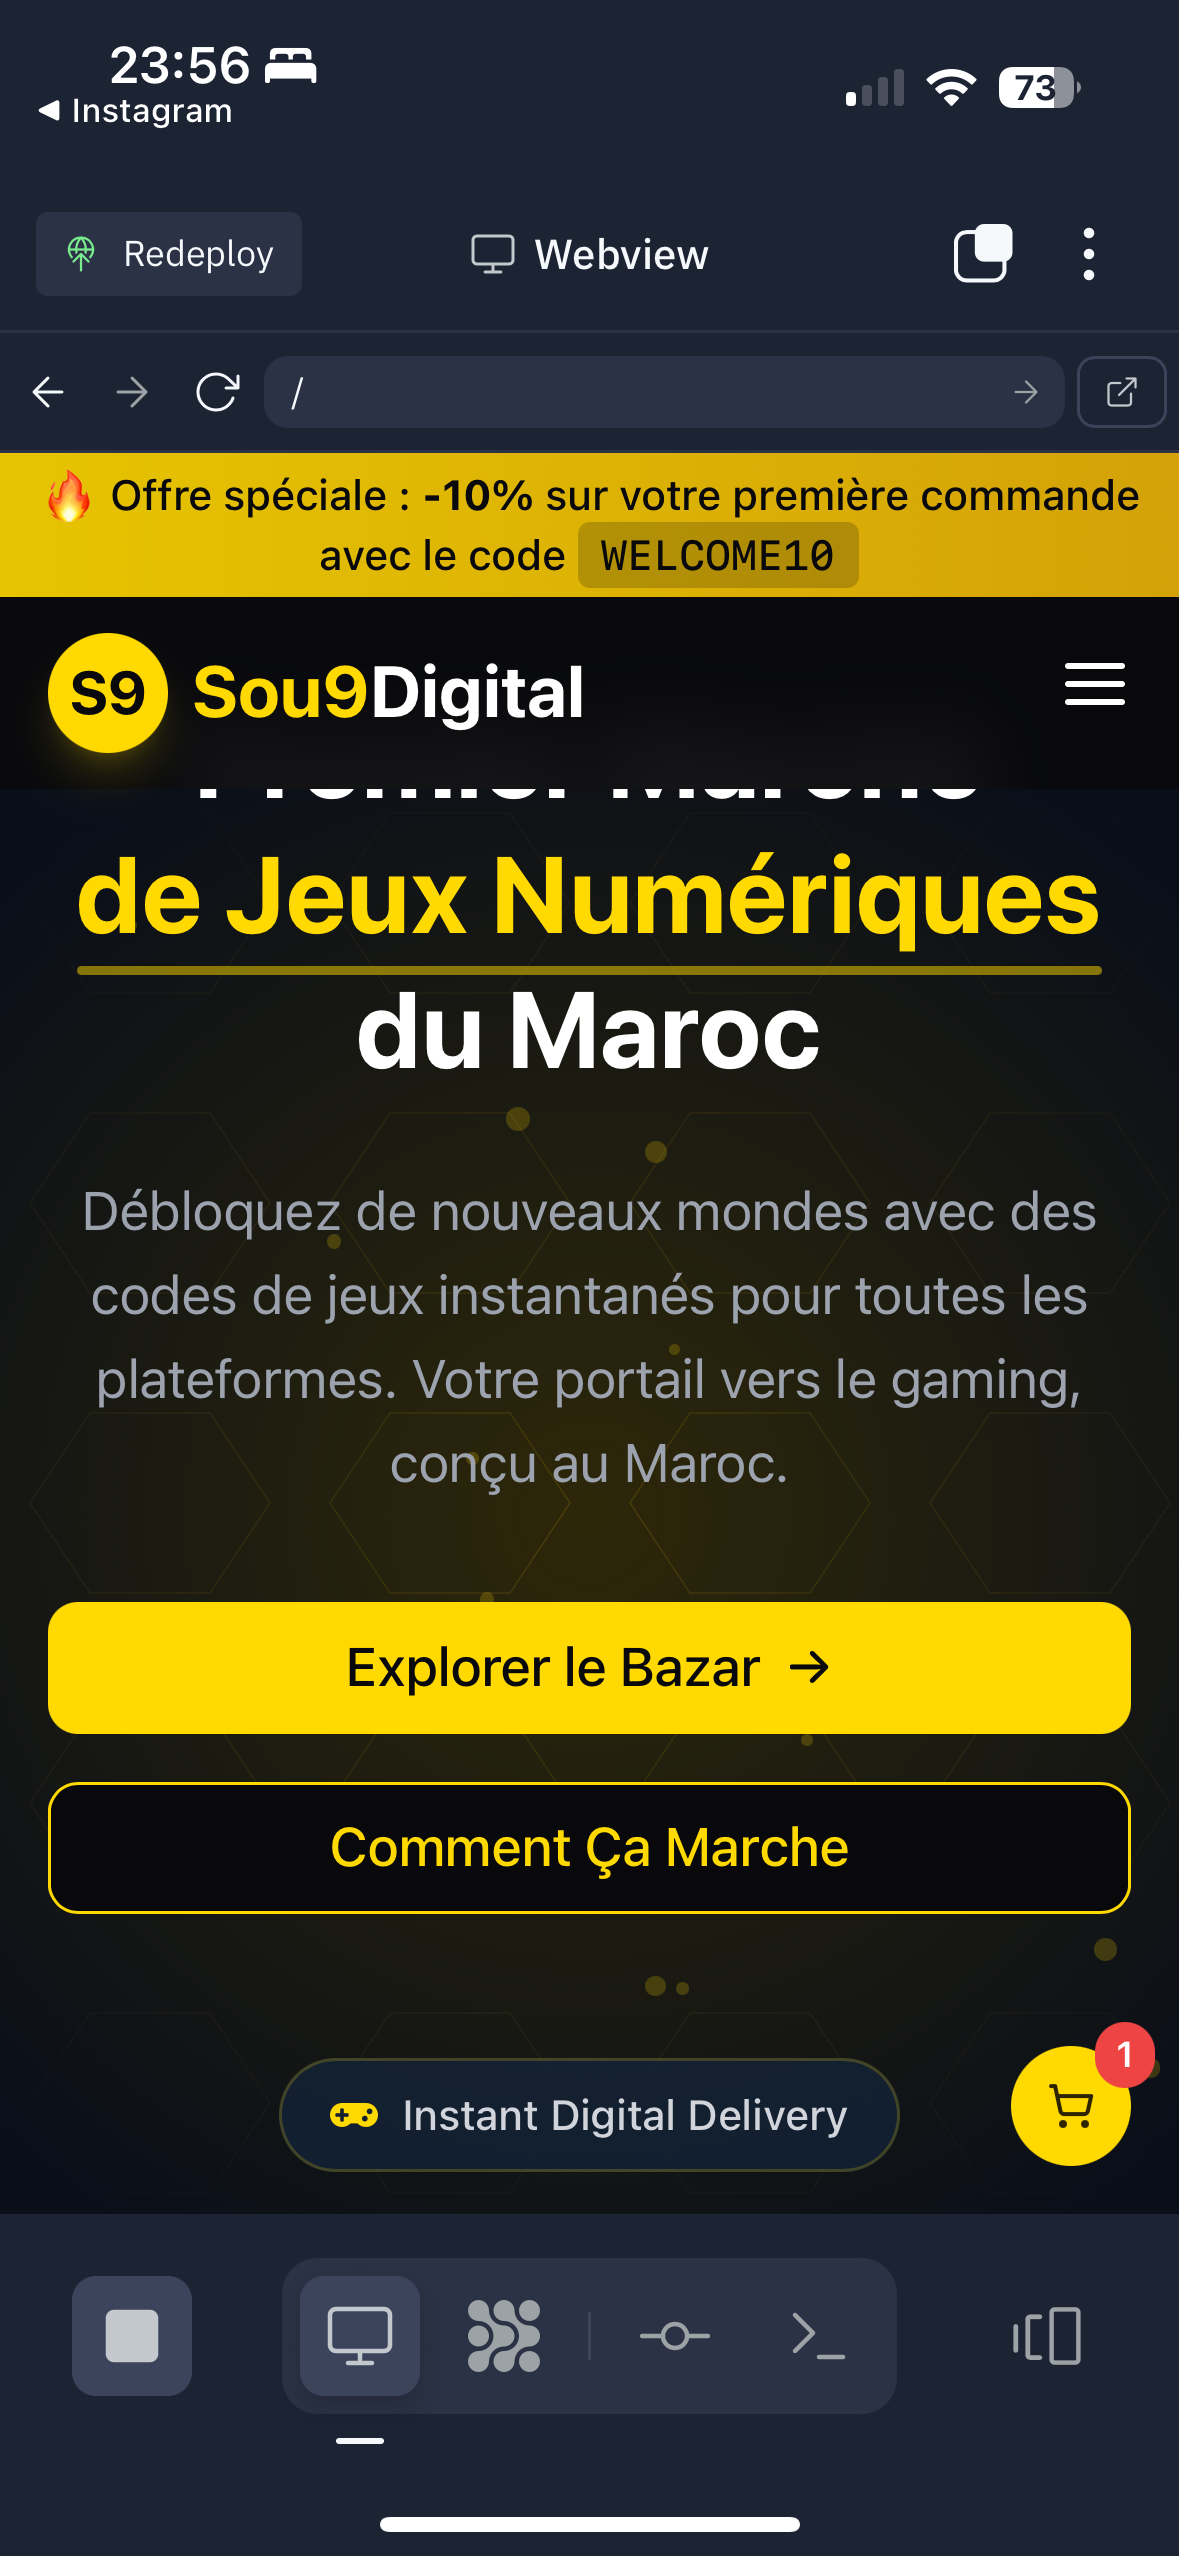 23:56
Instagram
73
Redeploy
Webview
/
🔥 Offre spéciale : -10% sur votre première commande
avec le code WELCOME10
S9 Sou9Digital
Premier Marché
de Jeux Numériques
du Maroc
Débloquez de nouveaux mondes avec des
codes de jeux instantanés pour toutes les
plateformes. Votre portail vers le gaming,
conçu au Maroc.
Explorer le Bazar →
Comment Ça Marche
1
Instant Digital Delivery